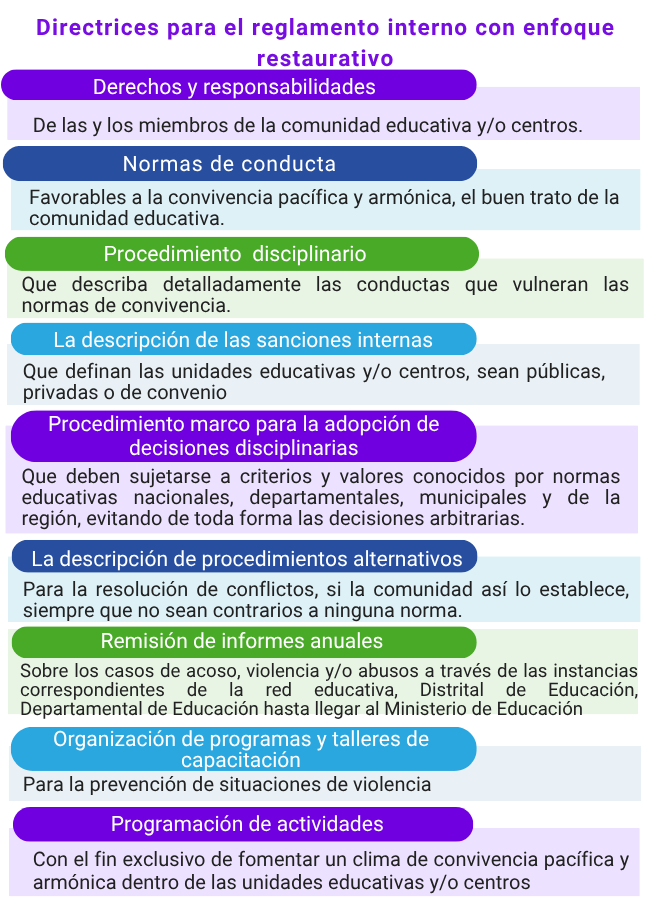 Directrices para el reglamento interno con enfoque
restaurativo
Derechos y responsabilidades
De las y los miembros de la comunidad educativa y/o centros.
Normas de conducta
Favorables a la convivencia pacífica y armónica, el buen trato de la
comunidad educativa.
Procedimiento disciplinario
Que describa detalladamente las conductas que vulneran las
normas de convivencia.
La descripción de las sanciones internas
Que definan las unidades educativas y/o centros, sean públicas,
privadas o de convenio
Procedimiento marco para la adopción de
decisiones disciplinarias
Que deben sujetarse a criterios y valores conocidos por normas
educativas nacionales, departamentales, municipales y de la
región, evitando de toda forma las decisiones arbitrarias.
La descripción de procedimientos alternativos
Para la resolución de conflictos, si la comunidad así lo establece,
siempre que no sean contrarios a ninguna norma.
Remisión de informes anuales
Sobre los casos de acoso, violencia y/o abusos a través de las instancias
correspondientes de la red educativa, Distrital de Educación,
Departamental de Educación hasta llegar al Ministerio de Educación
Organización de programas y talleres de
capacitación
Para la prevención de situaciones de violencia
Programación de actividades
Con el fin exclusivo de fomentar un clima de convivencia pacífica y
armónica dentro de las unidades educativas y/o centros